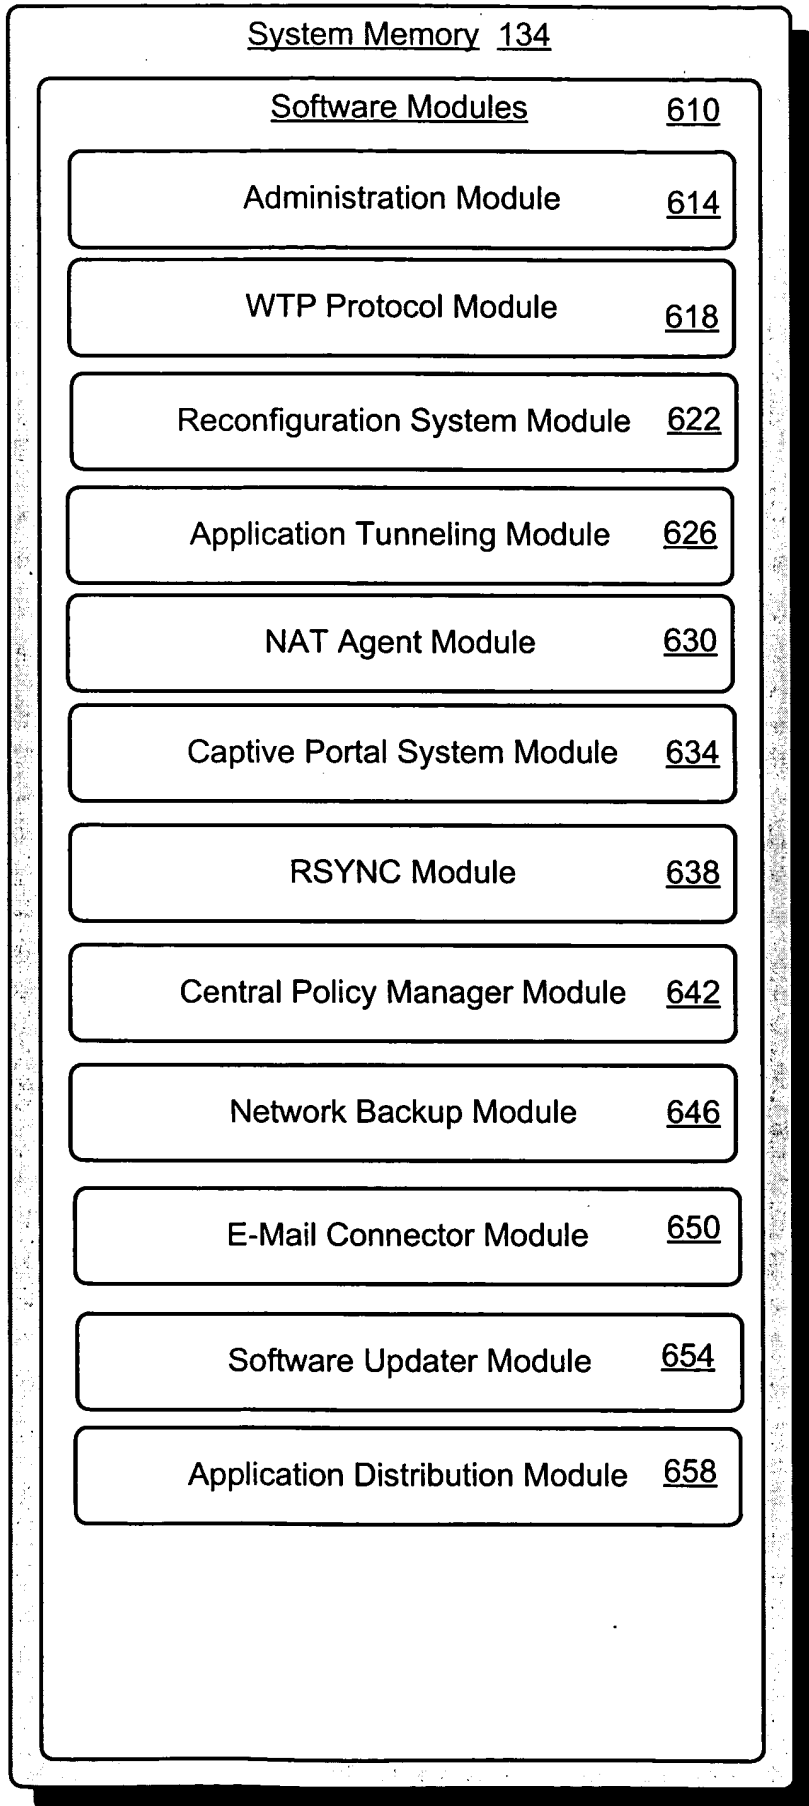 System Memory 134
Software Modules 610
Administration Module 614
WTP Protocol Module 618
Reconfiguration System Module 622
Application Tunneling Module 626
NAT Agent Module 630
Captive Portal System Module 634
RSYNC Module 638
Central Policy Manager Module 642
Network Backup Module 646
E-Mail Connector Module 650
Software Updater Module 654
Application Distribution Module 658